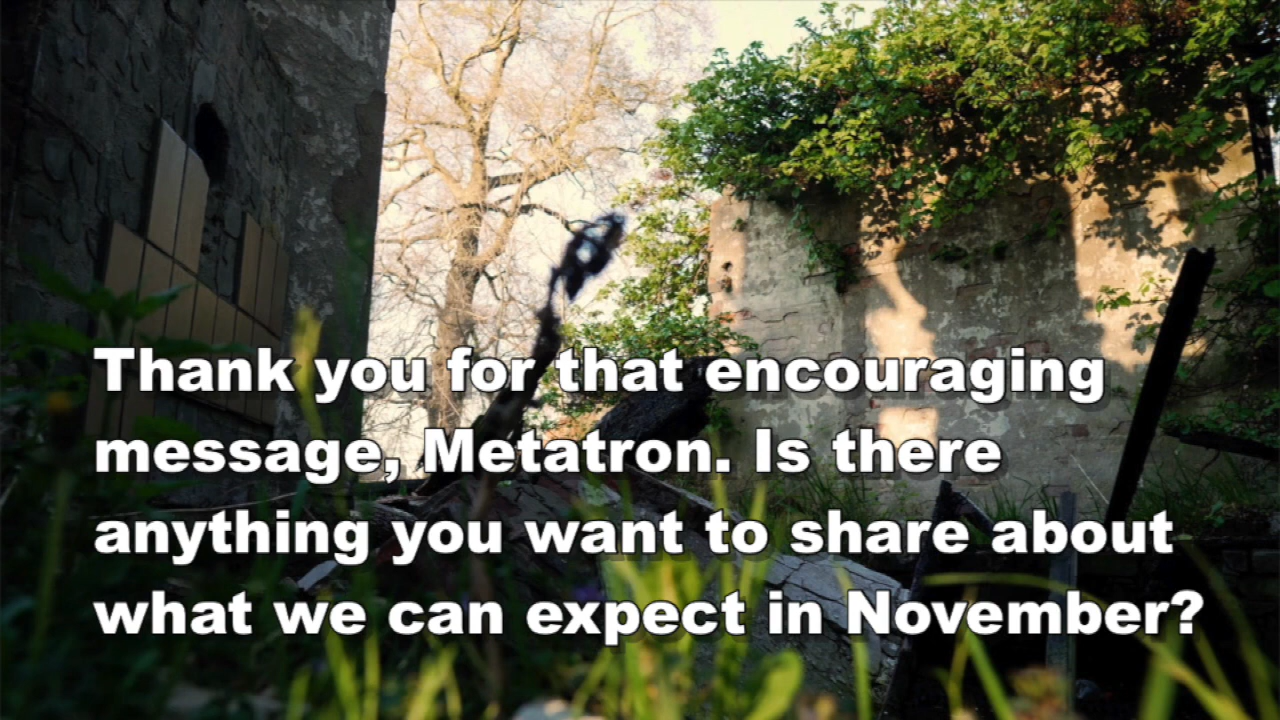 Thank you for that encouraging
message, Metatron. Is there
anything you want to share about
what we can expect in November?